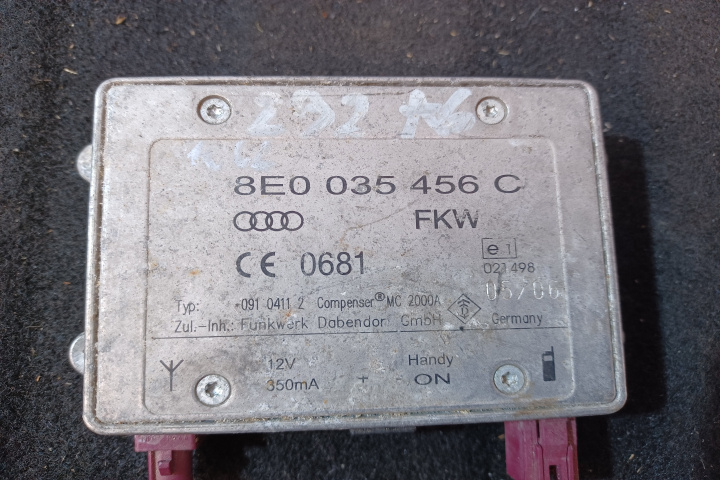 8E0 035 456 C
FKW
CE 0681
e 1
021498
05/06
Typ: *091 0411 2 Compenser® MC 2000A
Zul.-Inh.: Funkwerk Dabendorf GmbH Germany
12V Handy
350mA + - ON